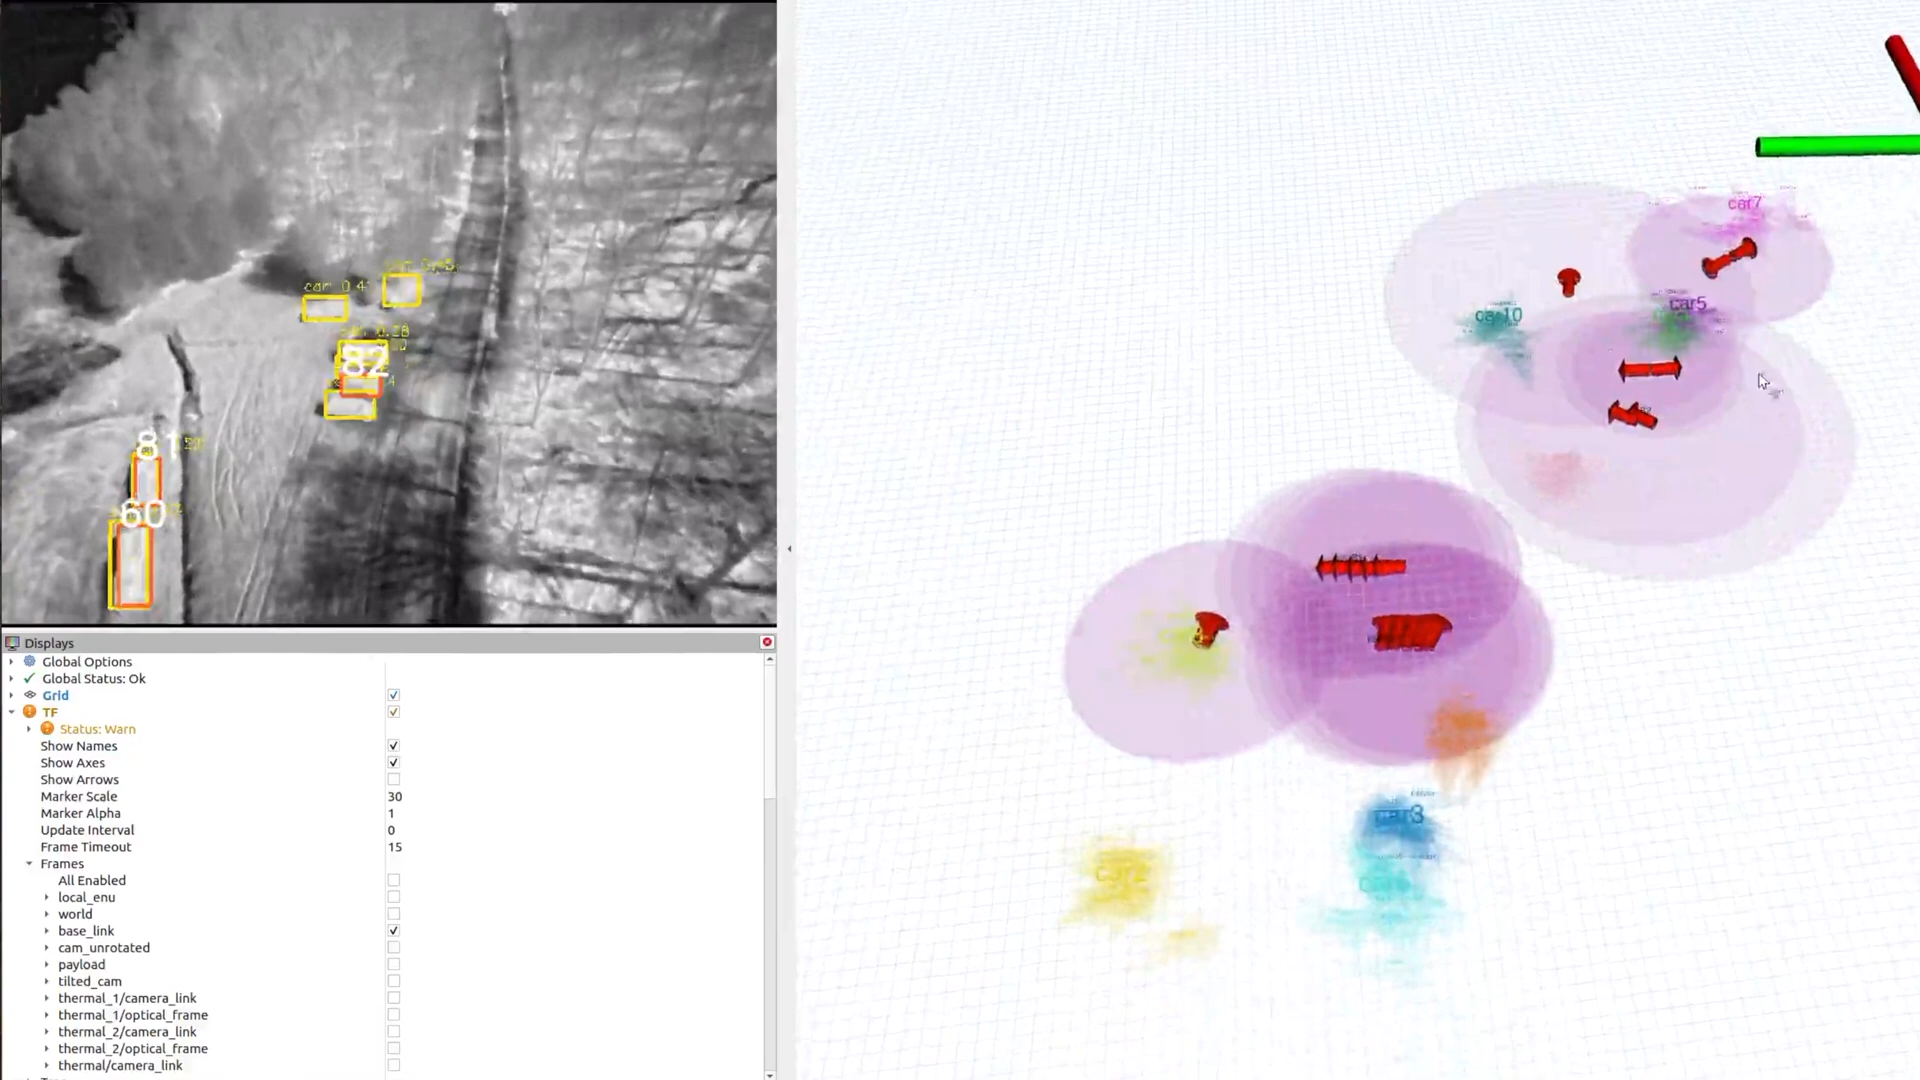 car 0.4
82
81
60
Displays
Global Options
Global Status: Ok
Grid
TF
Status: Warn
Show Names
Show Axes
Show Arrows
Marker Scale 30
Marker Alpha 1
Update Interval 0
Frame Timeout 15
Frames
All Enabled
local_enu
world
base_link
cam_unrotated
payload
tilted_cam
thermal_1/camera_link
thermal_1/optical_frame
thermal_2/camera_link
thermal_2/optical_frame
thermal/camera_link
car7
car5
car10
car3
car2